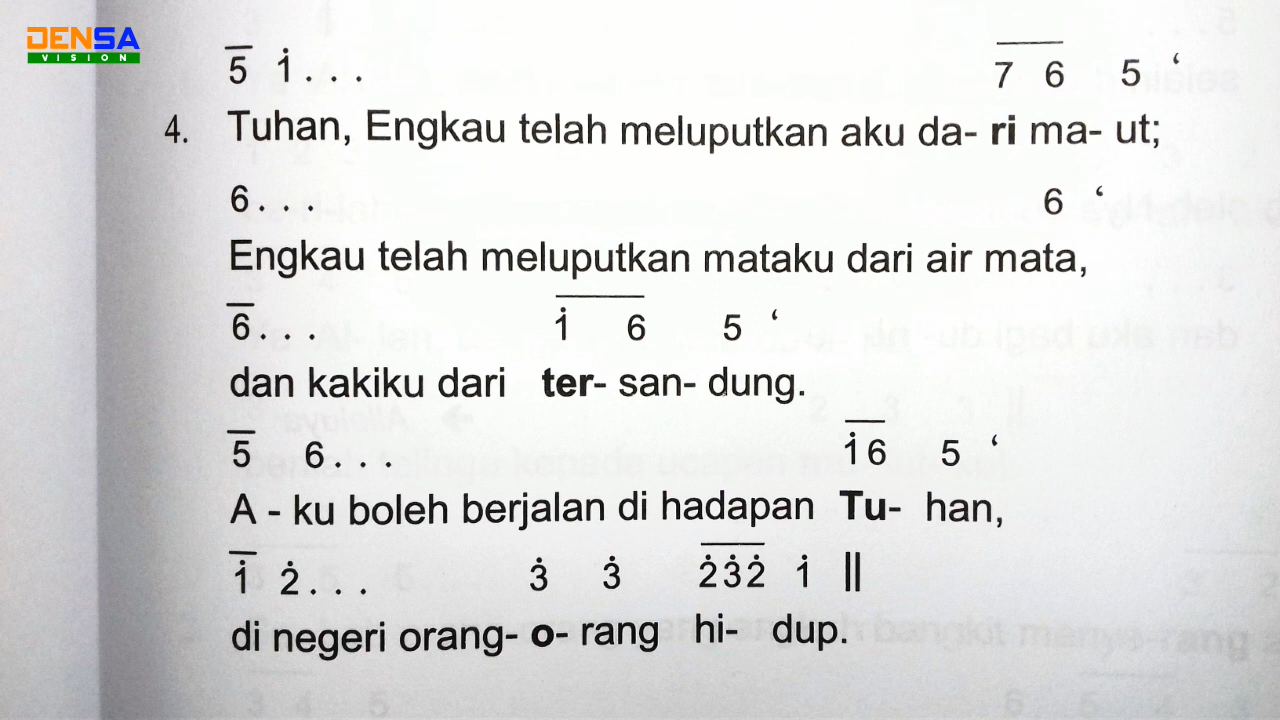 DENSA
VISION
5̅ 1̇ . . . 7̅ 6̅ 5 ‘
4. Tuhan, Engkau telah meluputkan aku da- ri ma- ut;
6 . . . 6 ‘
Engkau telah meluputkan mataku dari air mata,
6̅ . . . 1̇̅ 6̅ 5 ‘
dan kakiku dari ter- san- dung.
5̅ 6 . . . 1̇̅ 6̅ 5 ‘
A - ku boleh berjalan di hadapan Tu- han,
1̇̅ 2̇ . . . 3̇ 3̇ 2̇̅ 3̇̅ 2̇̅ 1̇ ||
di negeri orang- o- rang hi- dup.